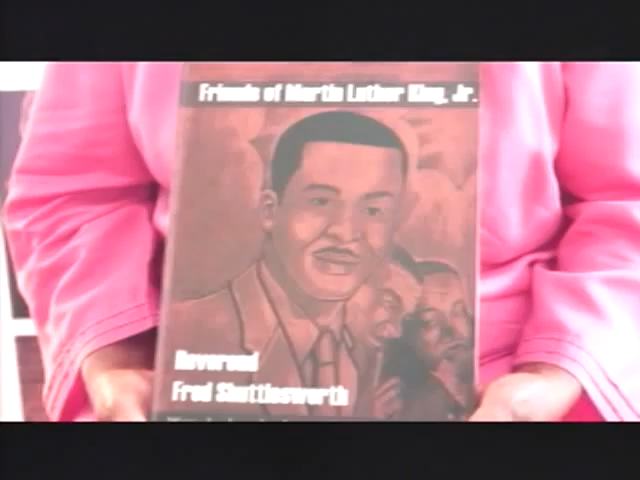 Friends of Martin Luther King, Jr.
Reverend
Fred Shuttlesworth